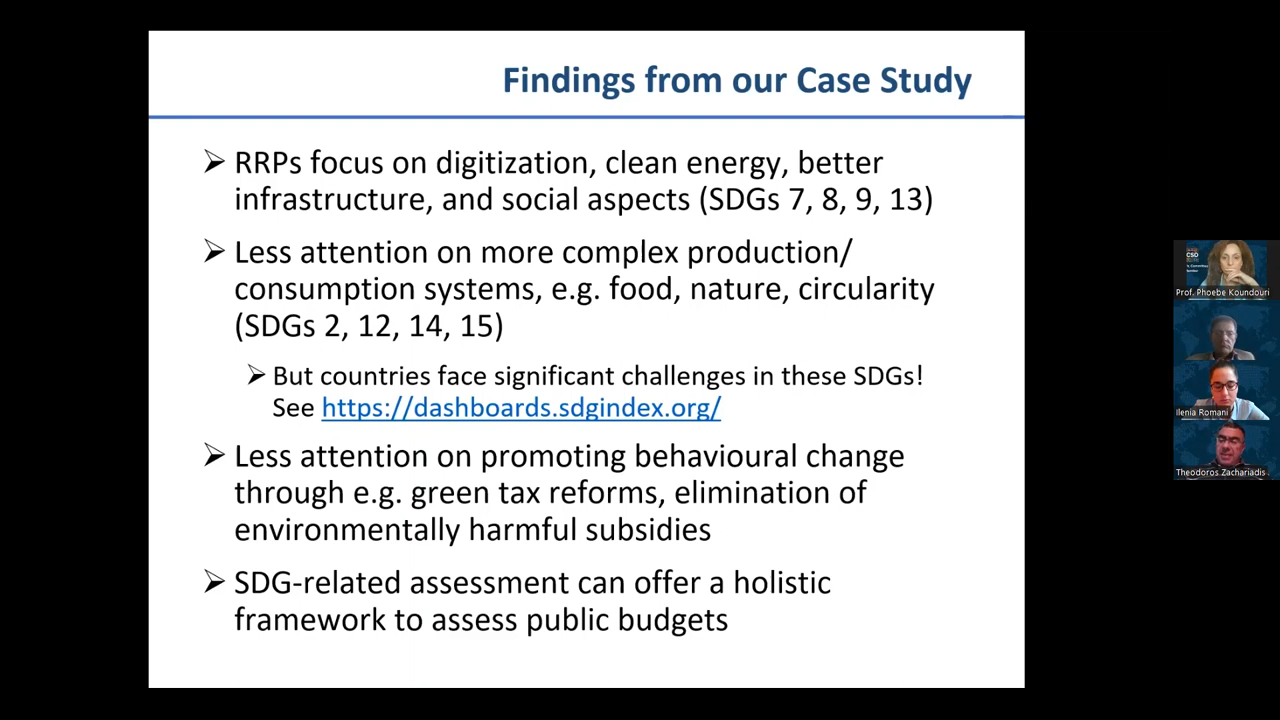 Findings from our Case Study
RRPs focus on digitization, clean energy, better
infrastructure, and social aspects (SDGs 7, 8, 9, 13)
Less attention on more complex production/
consumption systems, e.g. food, nature, circularity
(SDGs 2, 12, 14, 15)
But countries face significant challenges in these SDGs!
See https://dashboards.sdgindex.org/
Less attention on promoting behavioural change
through e.g. green tax reforms, elimination of
environmentally harmful subsidies
SDG-related assessment can offer a holistic
framework to assess public budgets
CSD
Prof. Phoebe Koundouri
Ilenia Romani
Theodoros Zachariadis